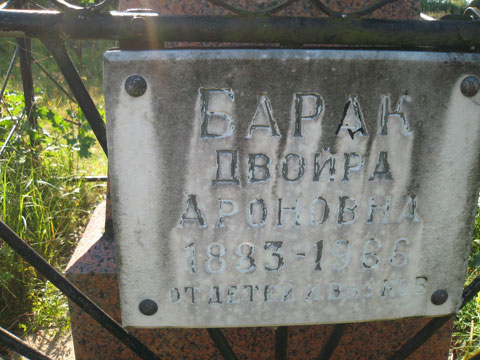 БАРАК
ДВОЙРА
АРОНОВНА
1883-1966
ОТ ДЕТЕЙ И ВНУКОВ